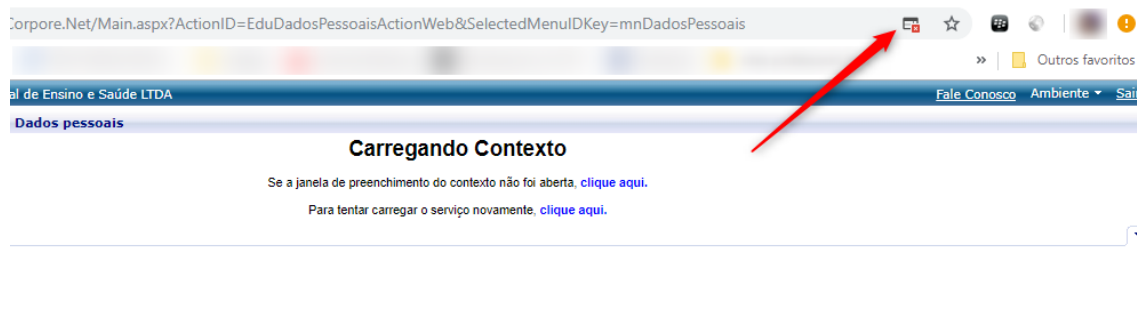 .orpore.Net/Main.aspx?ActionID=EduDadosPessoaisActionWeb&SelectedMenuIDKey=mnDadosPessoais
» Outros favoritos
al de Ensino e Saúde LTDA Fale Conosco Ambiente Sair
Dados pessoais
Carregando Contexto
Se a janela de preenchimento do contexto não foi aberta, clique aqui.
Para tentar carregar o serviço novamente, clique aqui.